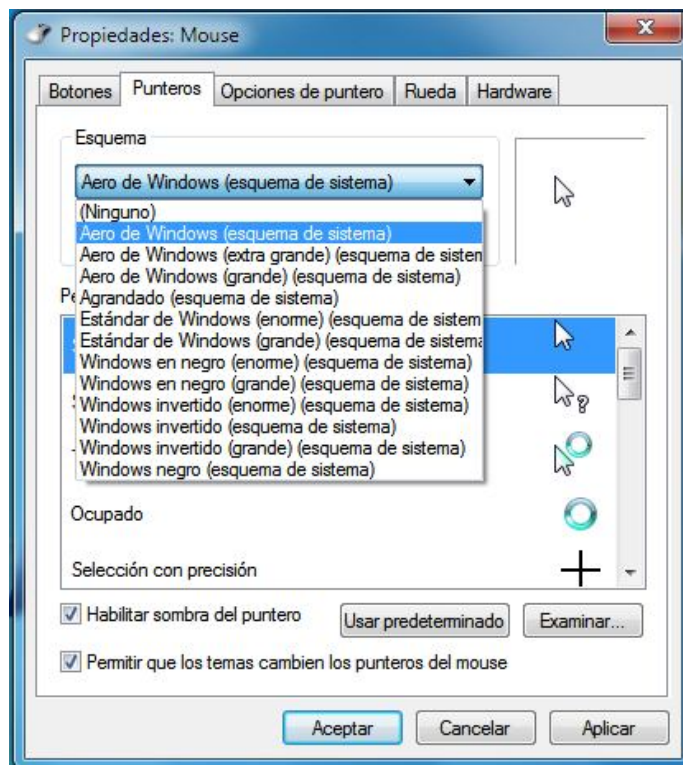 Propiedades: Mouse
Botones Punteros Opciones de puntero Rueda Hardware
Esquema
Aero de Windows (esquema de sistema)
(Ninguno)
Aero de Windows (esquema de sistema)
Aero de Windows (extra grande) (esquema de sisten
Aero de Windows (grande) (esquema de sistema)
Agrandado (esquema de sistema)
Estándar de Windows (enorme) (esquema de sistem
Estándar de Windows (grande) (esquema de sistema
Windows en negro (enorme) (esquema de sistema)
Windows en negro (grande) (esquema de sistema)
Windows invertido (enorme) (esquema de sistema)
Windows invertido (esquema de sistema)
Windows invertido (grande) (esquema de sistema)
Windows negro (esquema de sistema)
Ocupado
Selección con precisión
Habilitar sombra del puntero Usar predeterminado Examinar...
Permitir que los temas cambien los punteros del mouse
Aceptar Cancelar Aplicar